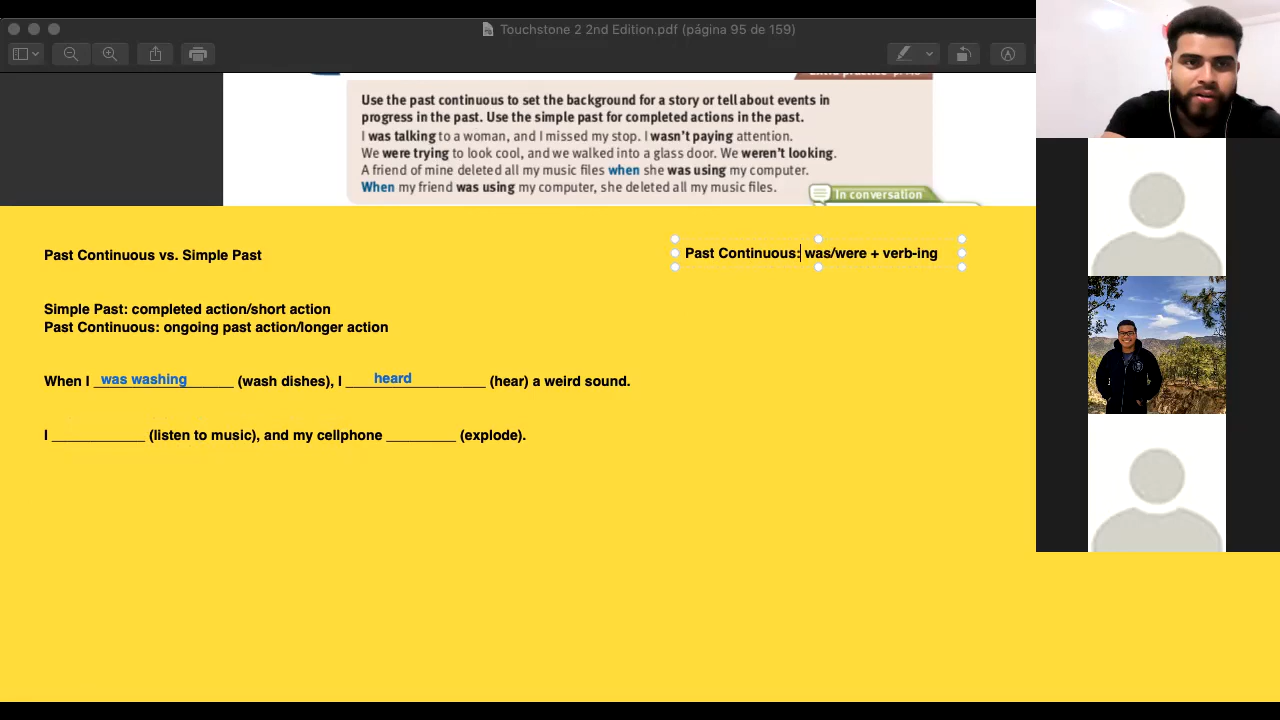 Touchstone 2 2nd Edition.pdf (página 95 de 159)
Use the past continuous to set the background for a story or tell about events in
progress in the past. Use the simple past for completed actions in the past.
I was talking to a woman, and I missed my stop. I wasn't paying attention.
We were trying to look cool, and we walked into a glass door. We weren't looking.
A friend of mine deleted all my music files when she was using my computer.
When my friend was using my computer, she deleted all my music files.
In conversation
Past Continuous vs. Simple Past
Past Continuous: was/were + verb-ing
Simple Past: completed action/short action
Past Continuous: ongoing past action/longer action
When I was washing (wash dishes), I heard (hear) a weird sound.
I ____________ (listen to music), and my cellphone _________ (explode).